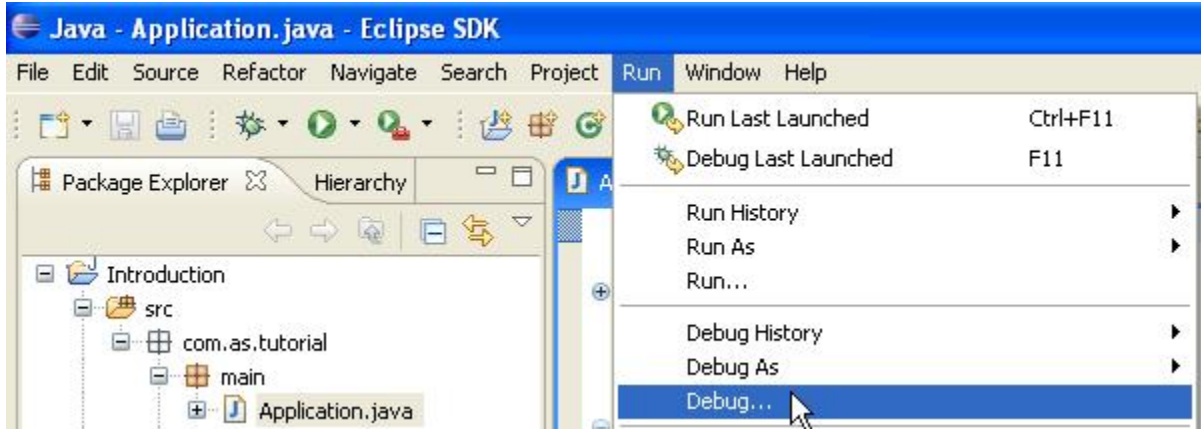 Java - Application.java - Eclipse SDK
File Edit Source Refactor Navigate Search Project Run Window Help
Run Last Launched Ctrl+F11
Debug Last Launched F11
Run History
Run As
Run...
Debug History
Debug As
Debug...
Package Explorer Hierarchy
Introduction
src
com.as.tutorial
main
Application.java